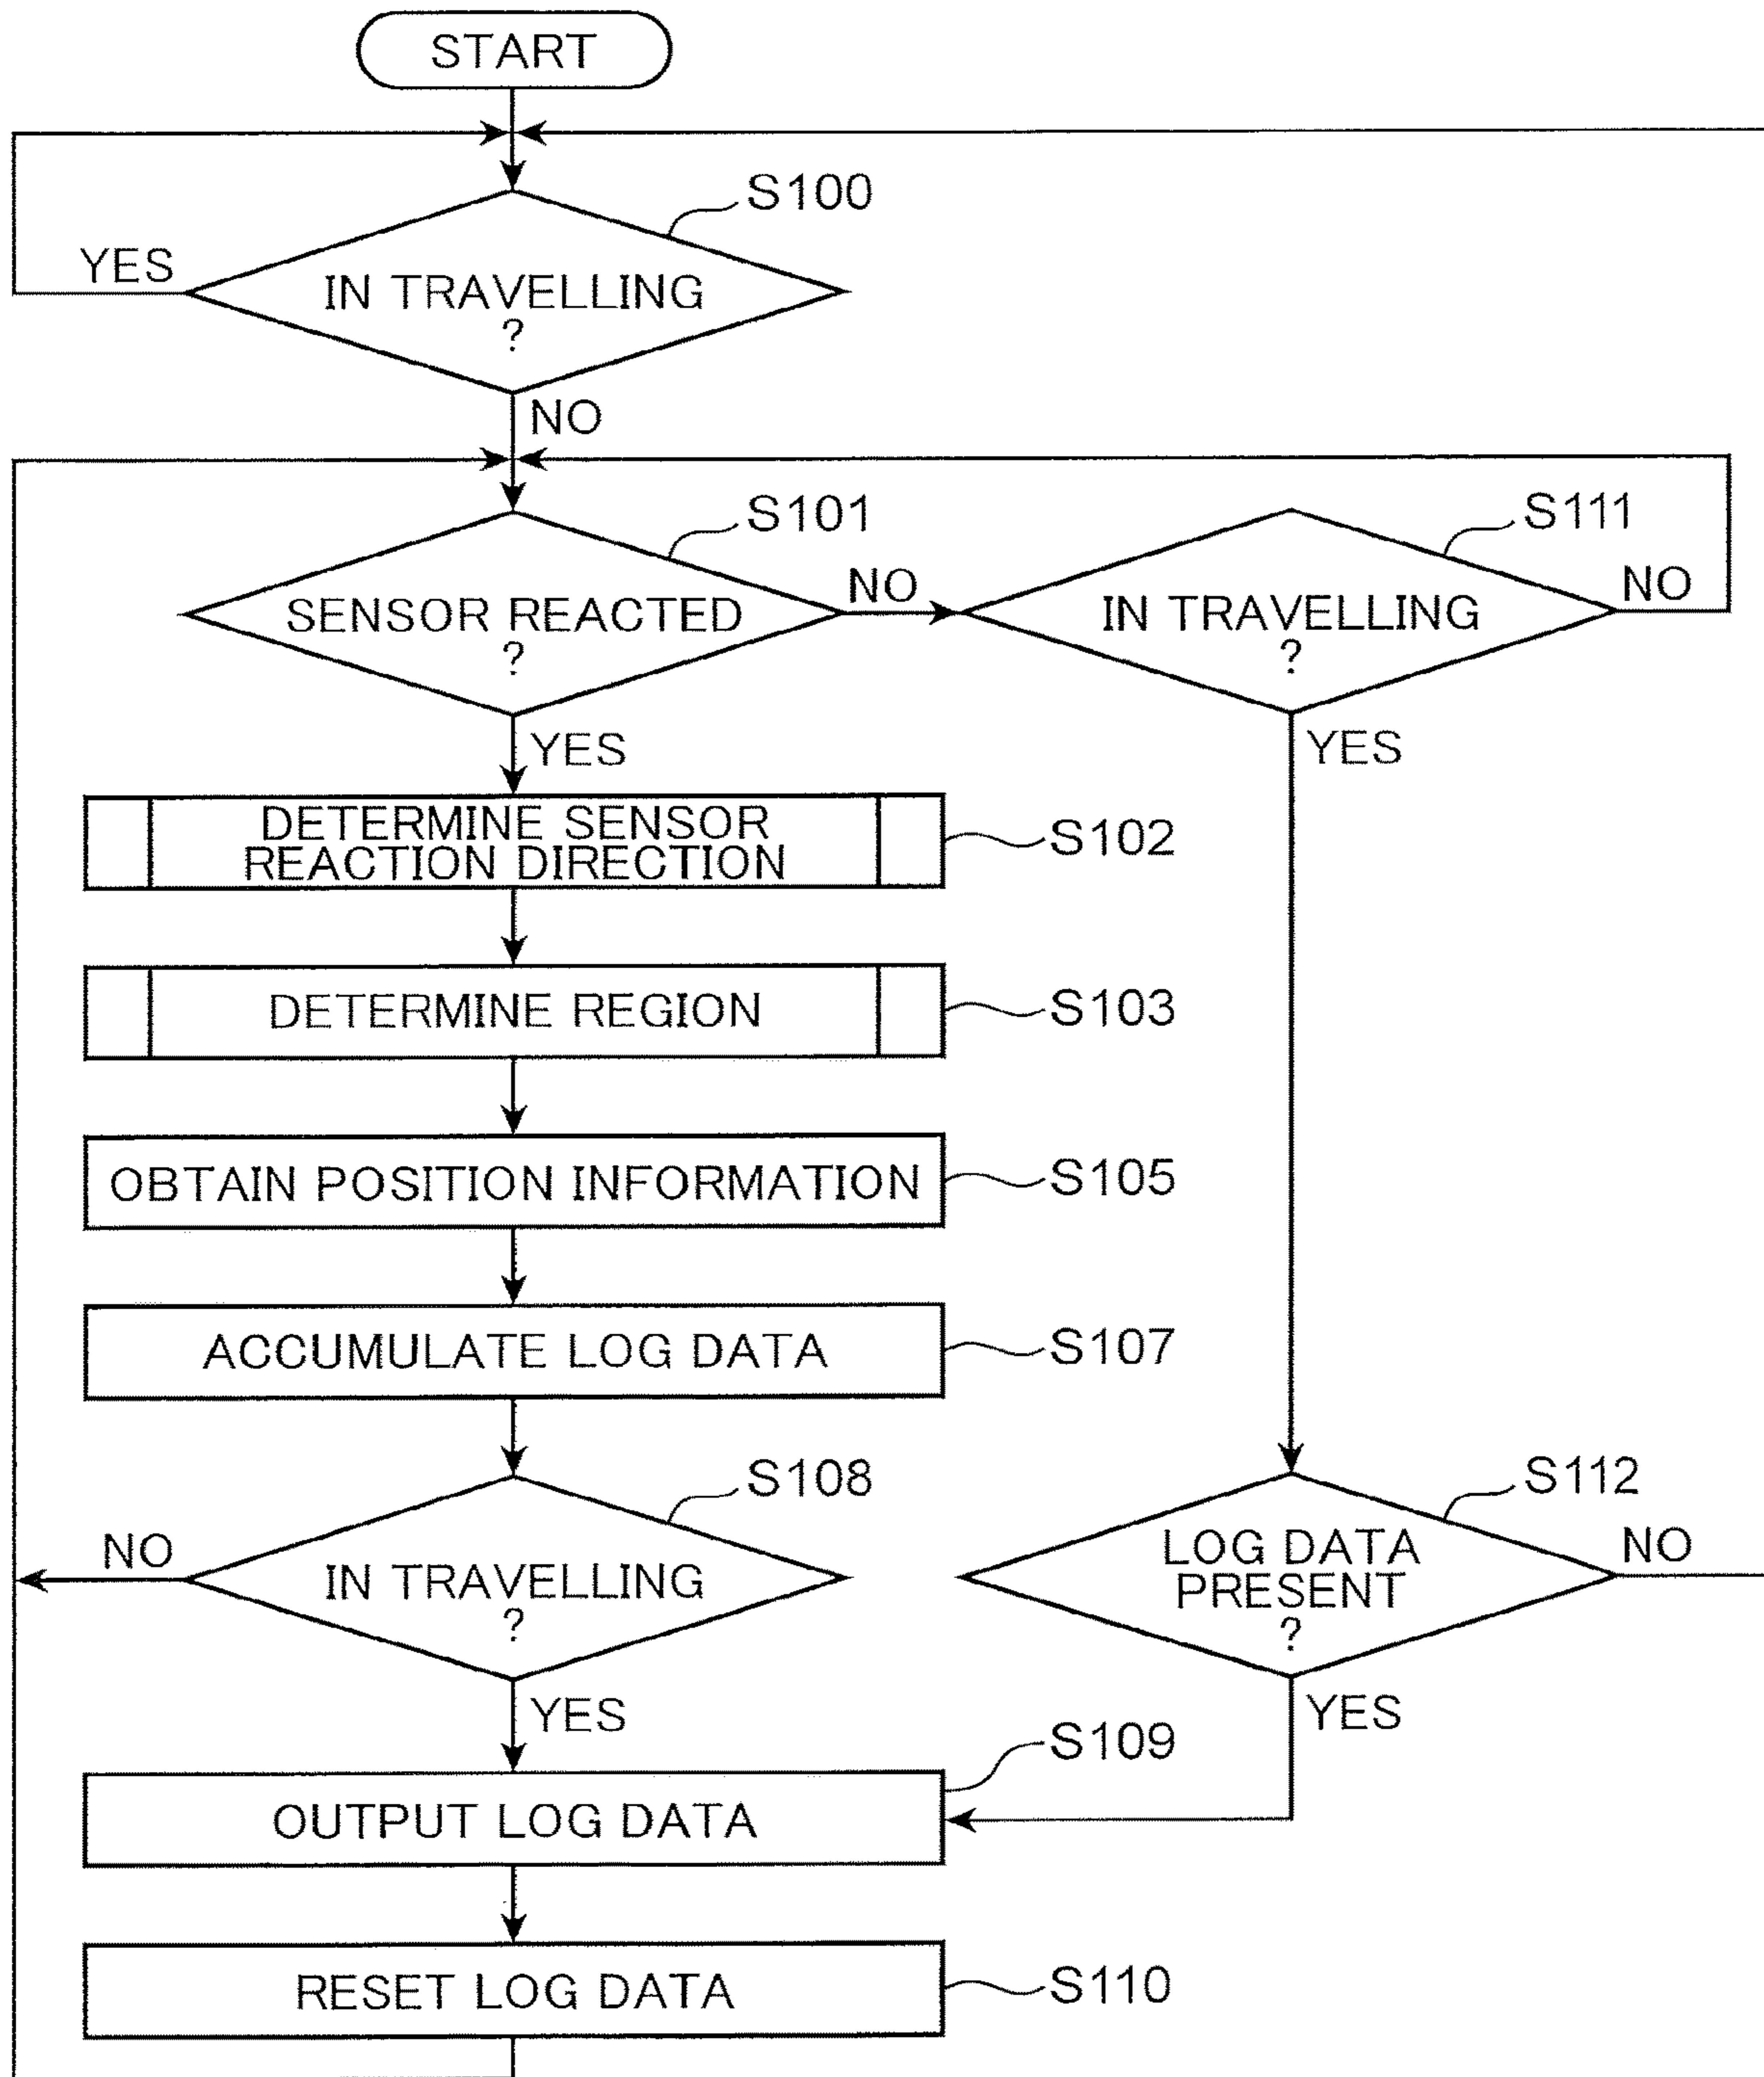 START
S100
YES
IN TRAVELLING
?
NO
S101
S111
NO
NO
SENSOR REACTED
?
IN TRAVELLING
?
YES
YES
DETERMINE SENSOR
REACTION DIRECTION
S102
DETERMINE REGION
S103
OBTAIN POSITION INFORMATION
S105
ACCUMULATE LOG DATA
S107
S108
S112
NO
IN TRAVELLING
?
LOG DATA
PRESENT
?
NO
YES
YES
S109
OUTPUT LOG DATA
RESET LOG DATA
S110